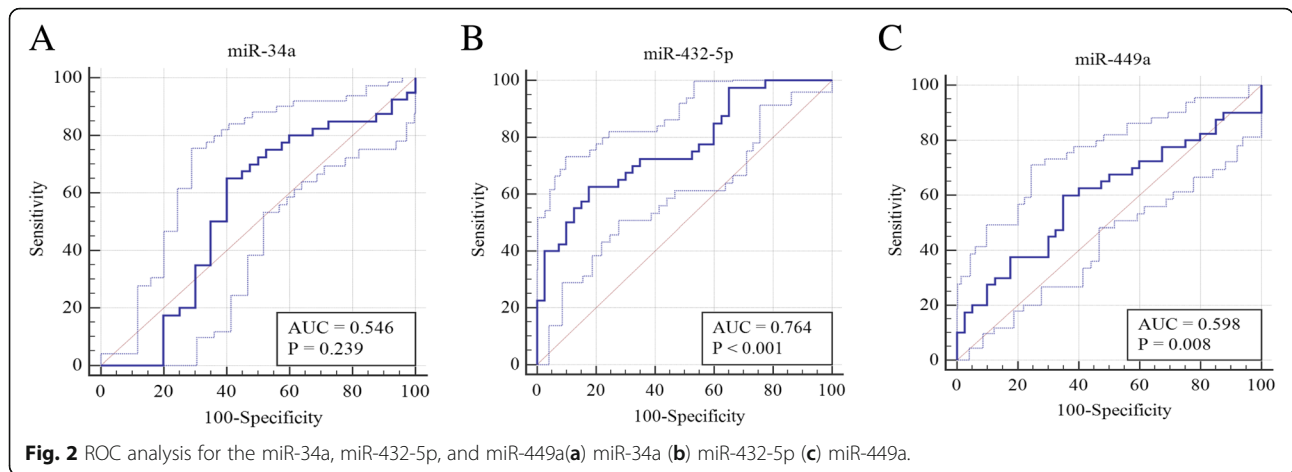 A
miR-34a
Sensitivity
100
80
60
40
20
0
0 20 40 60 80 100
100-Specificity
AUC = 0.546
P = 0.239
B
miR-432-5p
Sensitivity
100
80
60
40
20
0
0 20 40 60 80 100
100-Specificity
AUC = 0.764
P < 0.001
C
miR-449a
Sensitivity
100
80
60
40
20
0
0 20 40 60 80 100
100-Specificity
AUC = 0.598
P = 0.008
Fig. 2 ROC analysis for the miR-34a, miR-432-5p, and miR-449a(a) miR-34a (b) miR-432-5p (c) miR-449a.